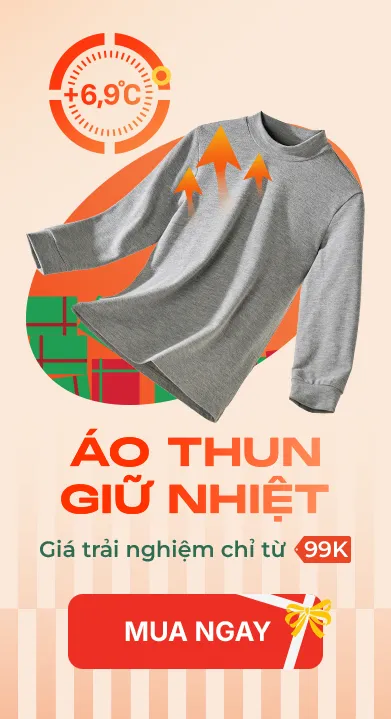 +6,9°C
ÁO THUN
GIỮ NHIỆT
Giá trải nghiệm chỉ từ 99K
MUA NGAY